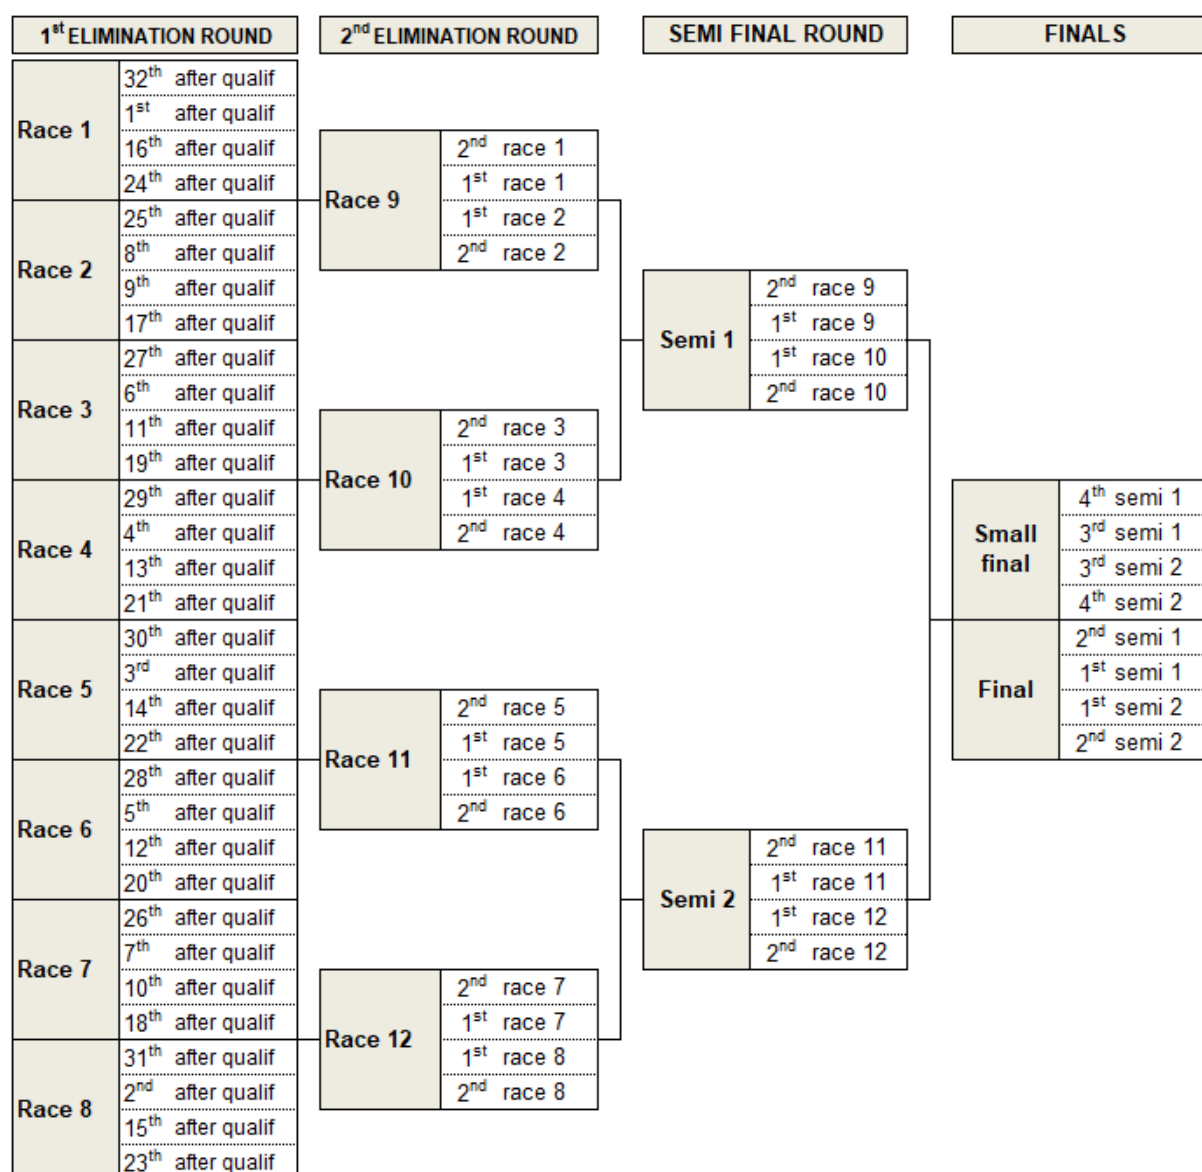 1st ELIMINATION ROUND
2nd ELIMINATION ROUND
SEMI FINAL ROUND
FINALS
Race 1
32th after qualif
1st after qualif
16th after qualif
24th after qualif
Race 2
25th after qualif
8th after qualif
9th after qualif
17th after qualif
Race 3
27th after qualif
6th after qualif
11th after qualif
19th after qualif
Race 4
29th after qualif
4th after qualif
13th after qualif
21th after qualif
Race 5
30th after qualif
3rd after qualif
14th after qualif
22th after qualif
Race 6
28th after qualif
5th after qualif
12th after qualif
20th after qualif
Race 7
26th after qualif
7th after qualif
10th after qualif
18th after qualif
Race 8
31th after qualif
2nd after qualif
15th after qualif
23th after qualif
Race 9
2nd race 1
1st race 1
1st race 2
2nd race 2
Race 10
2nd race 3
1st race 3
1st race 4
2nd race 4
Race 11
2nd race 5
1st race 5
1st race 6
2nd race 6
Race 12
2nd race 7
1st race 7
1st race 8
2nd race 8
Semi 1
2nd race 9
1st race 9
1st race 10
2nd race 10
Semi 2
2nd race 11
1st race 11
1st race 12
2nd race 12
Small
final
4th semi 1
3rd semi 1
3rd semi 2
4th semi 2
Final
2nd semi 1
1st semi 1
1st semi 2
2nd semi 2